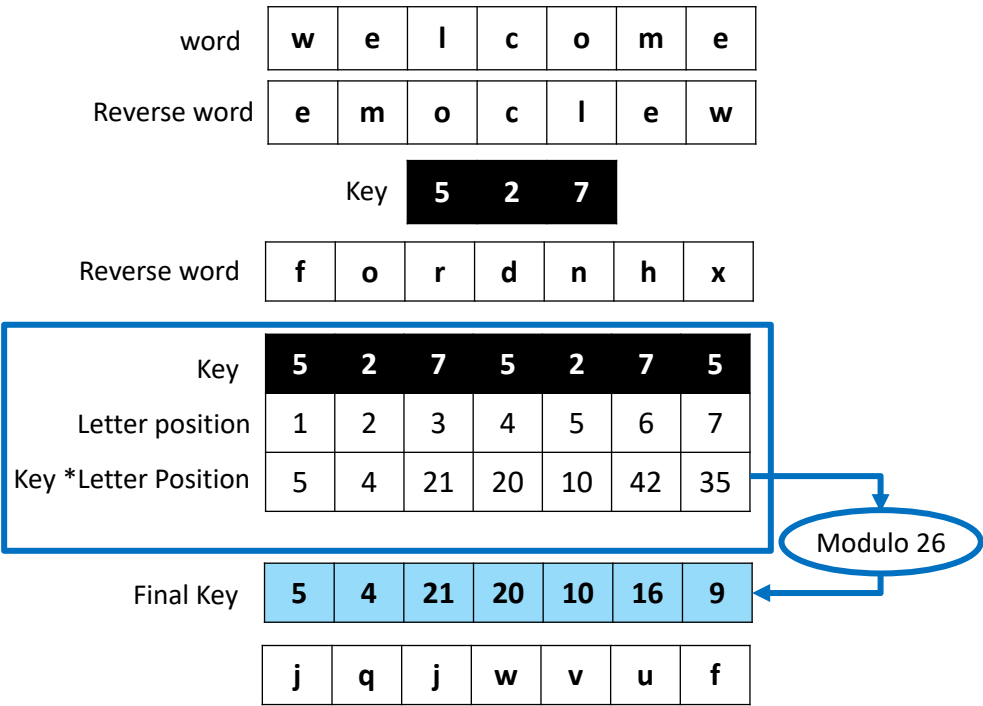 word w e l c o m e
Reverse word e m o c l e w
Key 5 2 7
Reverse word f o r d n h x
Key 5 2 7 5 2 7 5
Letter position 1 2 3 4 5 6 7
Key *Letter Position 5 4 21 20 10 42 35
Modulo 26
Final Key 5 4 21 20 10 16 9
j q j w v u f